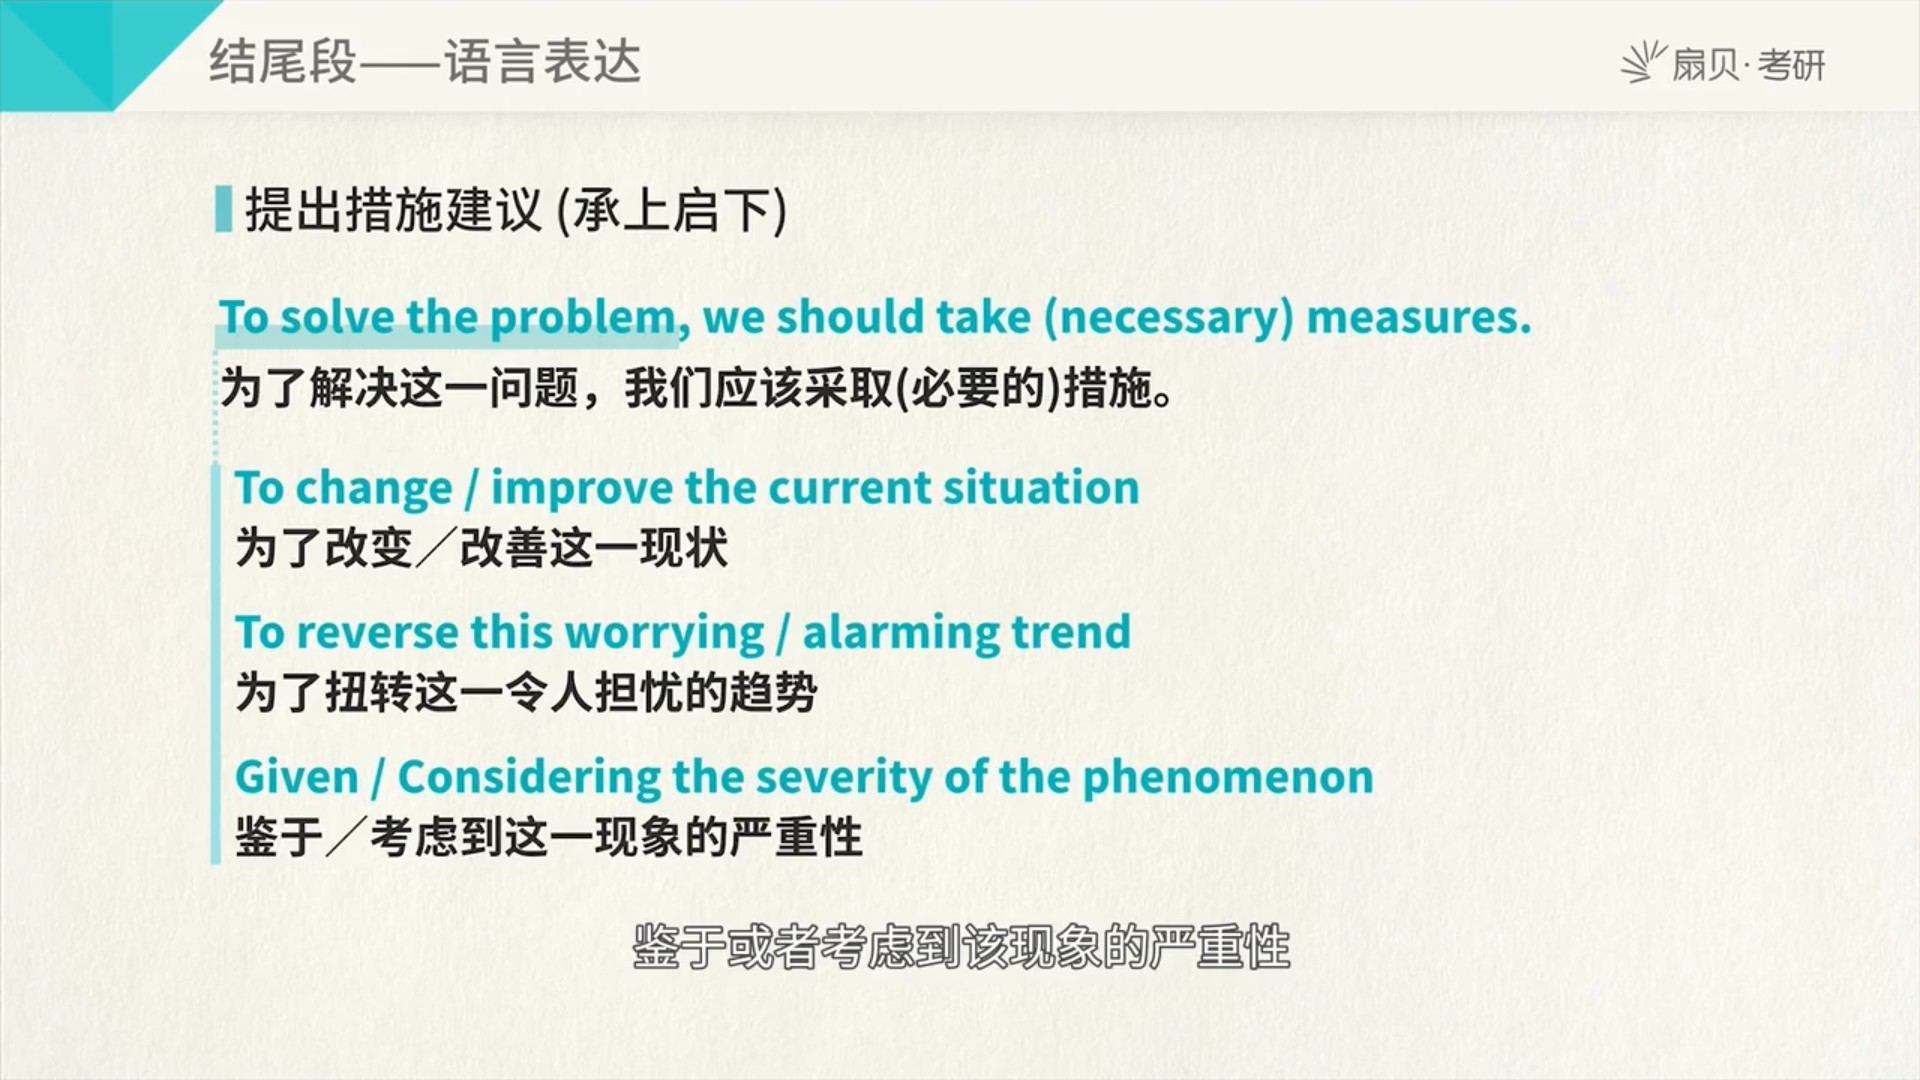 结尾段——语言表达
扇贝·考研
提出措施建议 (承上启下)
To solve the problem, we should take (necessary) measures.
为了解决这一问题，我们应该采取(必要的)措施。
To change / improve the current situation
为了改变／改善这一现状
To reverse this worrying / alarming trend
为了扭转这一令人担忧的趋势
Given / Considering the severity of the phenomenon
鉴于／考虑到这一现象的严重性
鉴于或者考虑到该现象的严重性